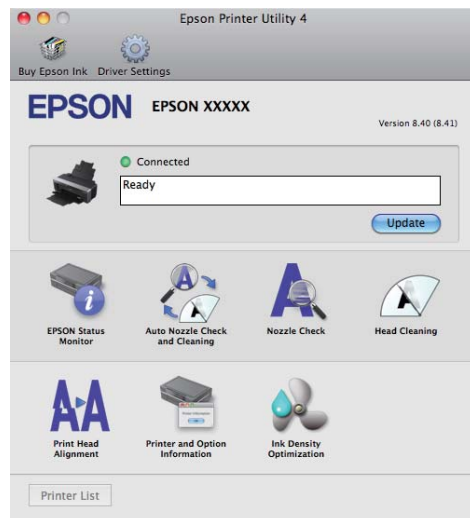 Epson Printer Utility 4
Buy Epson Ink Driver Settings
EPSON EPSON XXXXX
Version 8.40 (8.41)
Connected
Ready
Update
EPSON Status
Monitor
Auto Nozzle Check
and Cleaning
Nozzle Check
Head Cleaning
Print Head
Alignment
Printer and Option
Information
Ink Density
Optimization
Printer List